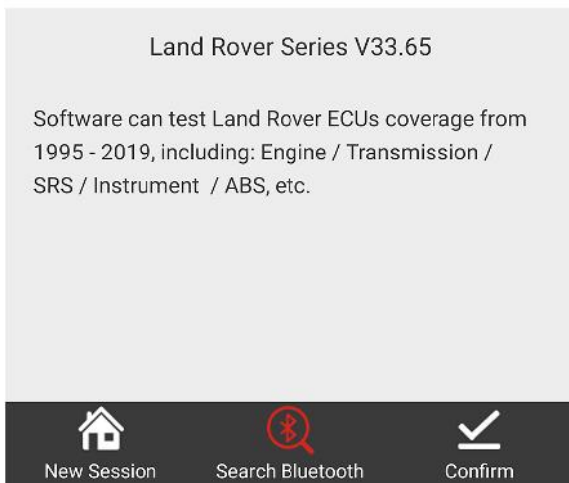 Land Rover Series V33.65
Software can test Land Rover ECUs coverage from
1995 - 2019, including: Engine / Transmission /
SRS / Instrument / ABS, etc.
New Session
Search Bluetooth
Confirm